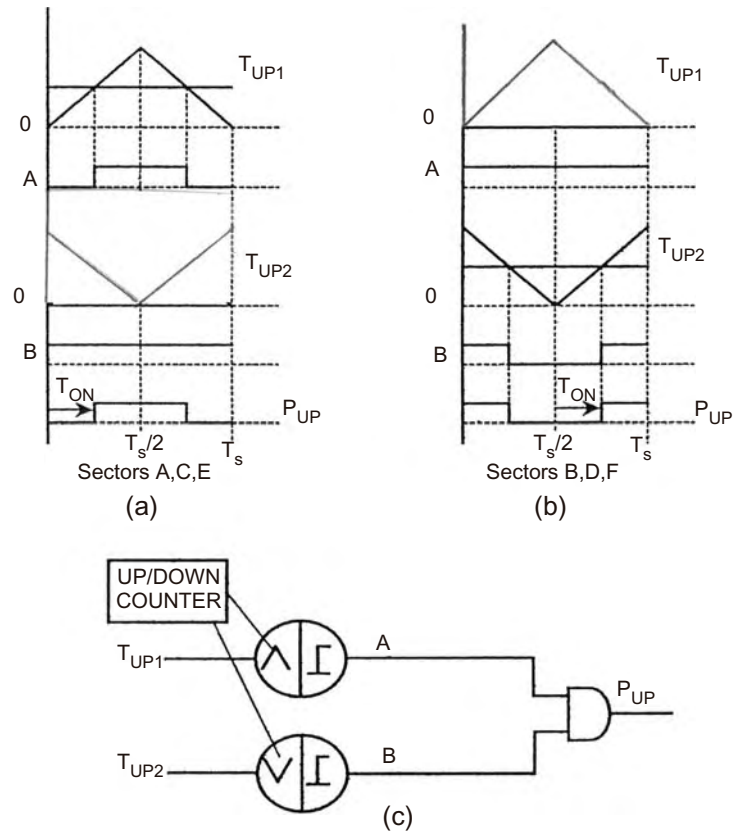 T_UP1
0
A
T_UP2
0
B
T_ON
P_UP
T_s/2
T_s
Sectors A,C,E
(a)
T_UP1
0
A
T_UP2
0
B
T_ON
P_UP
T_s/2
T_s
Sectors B,D,F
(b)
UP/DOWN
COUNTER
T_UP1
A
P_UP
T_UP2
B
(c)